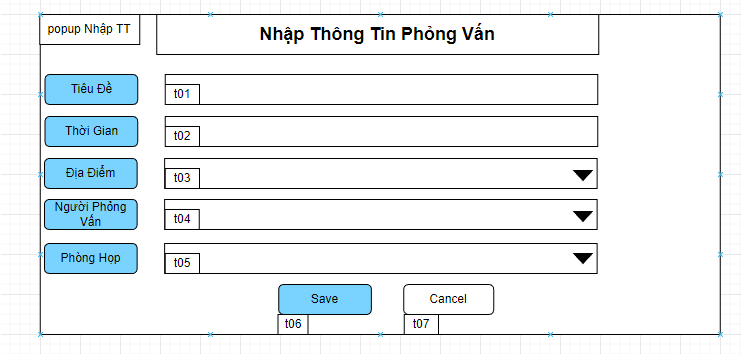 popup Nhập TT
Nhập Thông Tin Phỏng Vấn
Tiêu Đề
t01
Thời Gian
t02
Địa Điểm
t03
Người Phỏng
Vấn
t04
Phòng Họp
t05
Save
Cancel
t06
t07